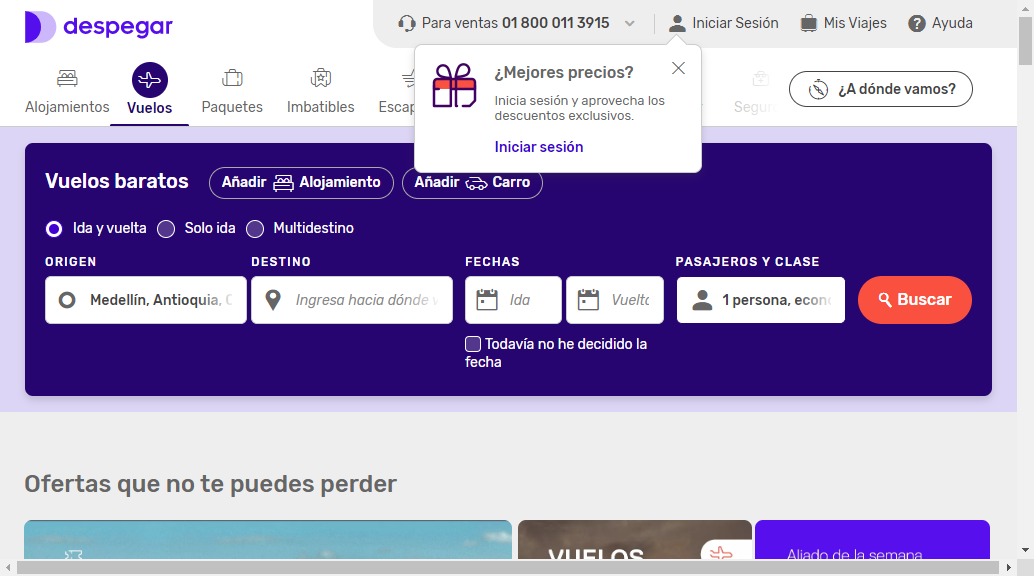 despegar
Para ventas 01 800 011 3915
Iniciar Sesión
Mis Viajes
Ayuda
Alojamientos
Vuelos
Paquetes
Imbatibles
Escap
Segur
¿A dónde vamos?
¿Mejores precios?
Inicia sesión y aprovecha los
descuentos exclusivos.
Iniciar sesión
Vuelos baratos
Añadir Alojamiento
Añadir Carro
Ida y vuelta
Solo ida
Multidestino
ORIGEN
DESTINO
FECHAS
PASAJEROS Y CLASE
Medellín, Antioquia,
Ingresa hacia dónde
Ida
Vuelta
1 persona, econ
Buscar
Todavía no he decidido la
fecha
Ofertas que no te puedes perder
VUELOS
Aliado de la semana